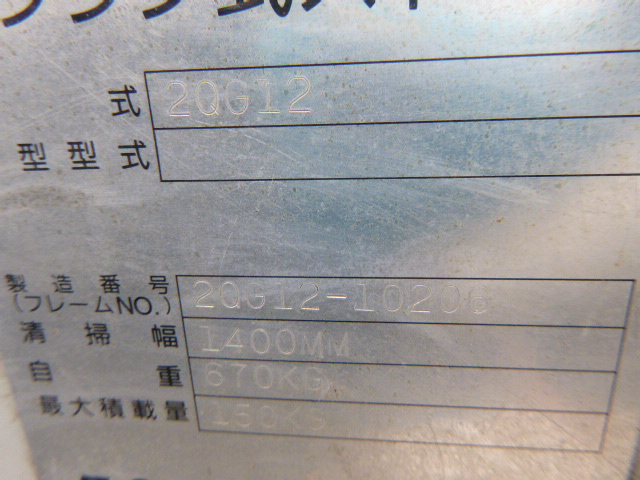 式 2QG12
型型式
製造番号 2QG12-10206
(フレームNO.)
清掃幅 1400MM
自重 670KG
最大積載量 150KG